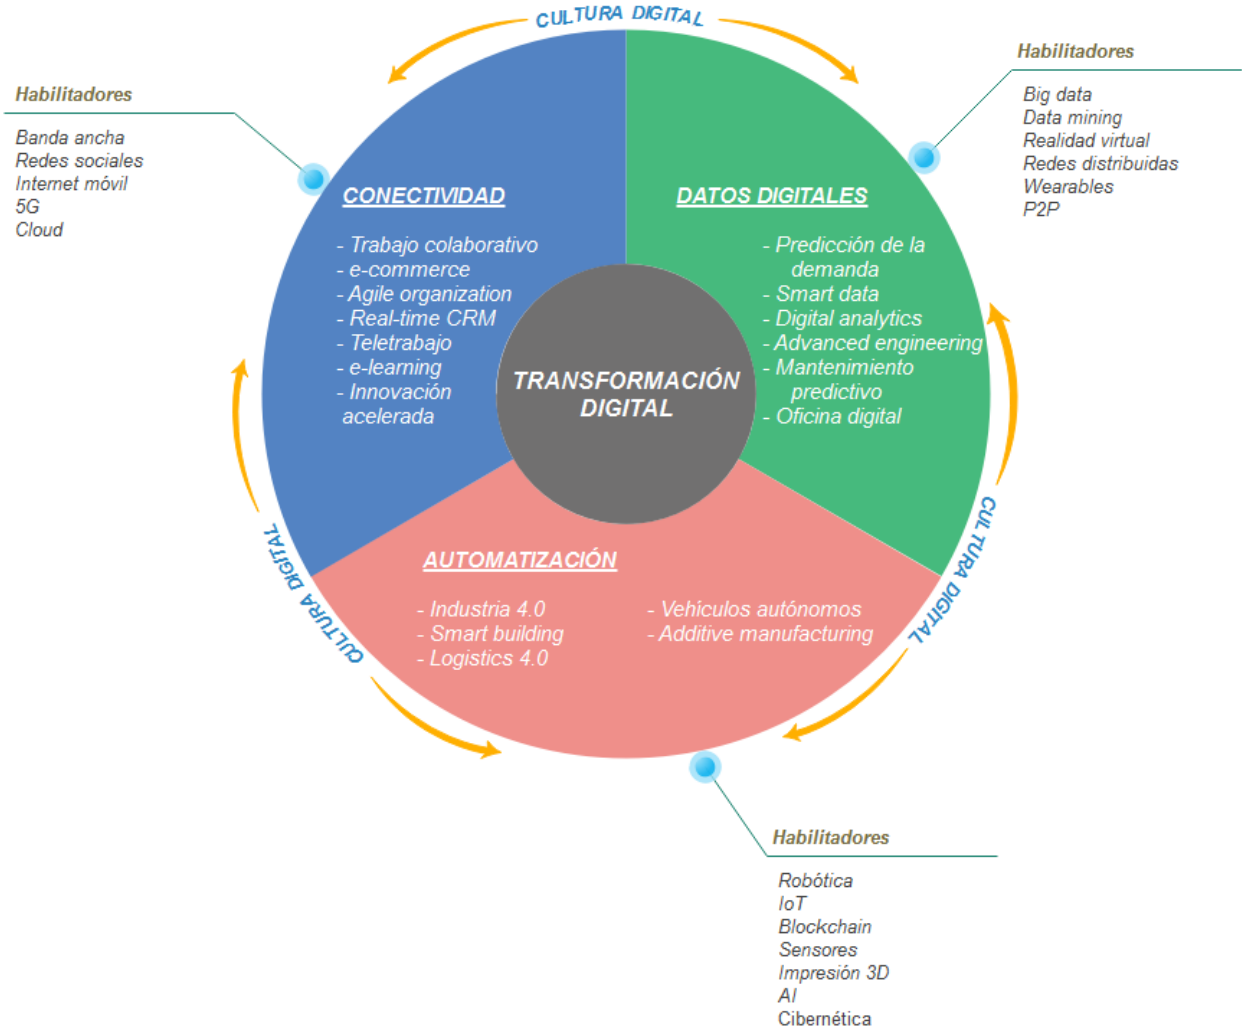 CULTURA DIGITAL
Habilitadores
Banda ancha
Redes sociales
Internet móvil
5G
Cloud
Habilitadores
Big data
Data mining
Realidad virtual
Redes distribuidas
Wearables
P2P
CONECTIVIDAD
- Trabajo colaborativo
- e-commerce
- Agile organization
- Real-time CRM
- Teletrabajo
- e-learning
- Innovación
acelerada
DATOS DIGITALES
- Predicción de la
demanda
- Smart data
- Digital analytics
- Advanced engineering
- Mantenimiento
predictivo
- Oficina digital
TRANSFORMACIÓN
DIGITAL
CULTURA DIGITAL
CULTURA DIGITAL
AUTOMATIZACIÓN
- Industria 4.0
- Smart building
- Logistics 4.0
- Vehículos autónomos
- Additive manufacturing
Habilitadores
Robótica
IoT
Blockchain
Sensores
Impresión 3D
AI
Cibernética